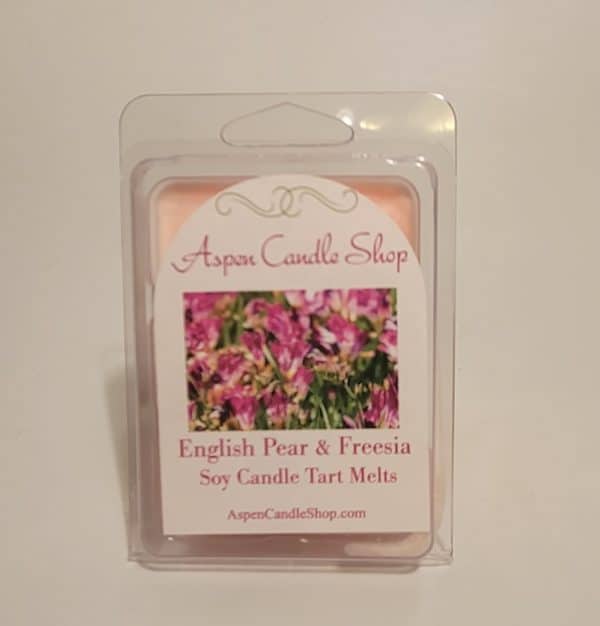 Aspen Candle Shop
English Pear & Freesia
Soy Candle Tart Melts
AspenCandleShop.com